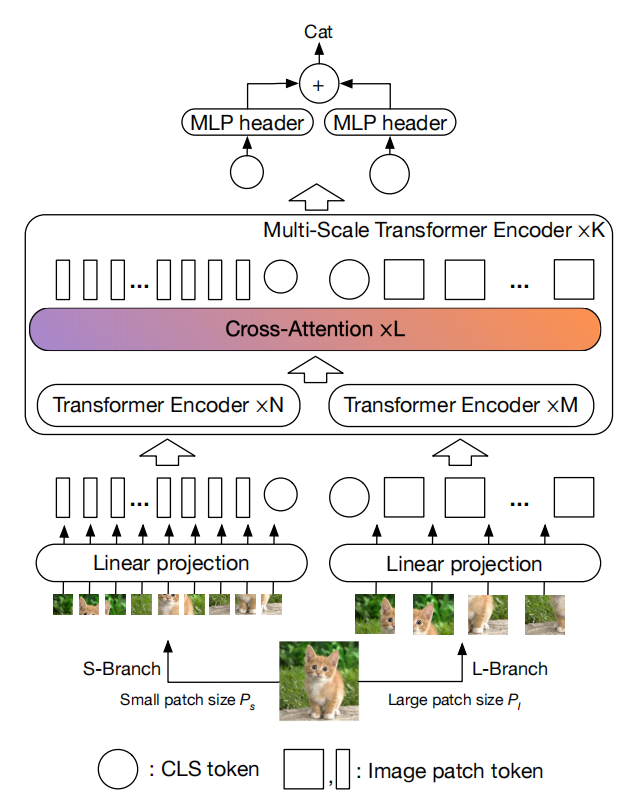 Cat
+
MLP header
MLP header
Multi-Scale Transformer Encoder ×K
...
...
Cross-Attention ×L
Transformer Encoder ×N
Transformer Encoder ×M
...
...
Linear projection
Linear projection
S-Branch
L-Branch
Small patch size Ps
Large patch size Pl
: CLS token
, : Image patch token